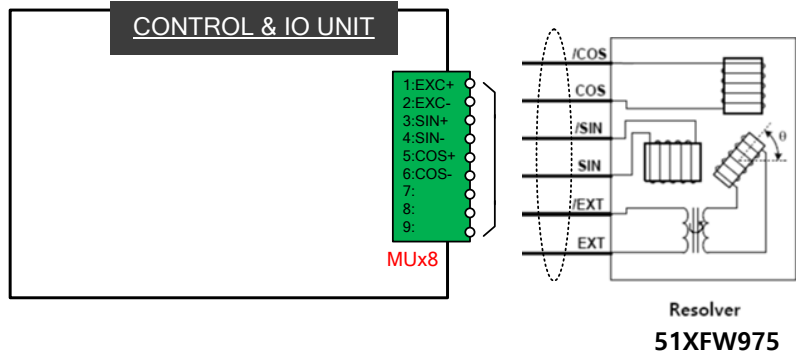 CONTROL & IO UNIT
1:EXC+
2:EXC-
3:SIN+
4:SIN-
5:COS+
6:COS-
7:
8:
9:
MUx8
/COS
COS
/SIN
SIN
/EXT
EXT
θ
Resolver
51XFW975